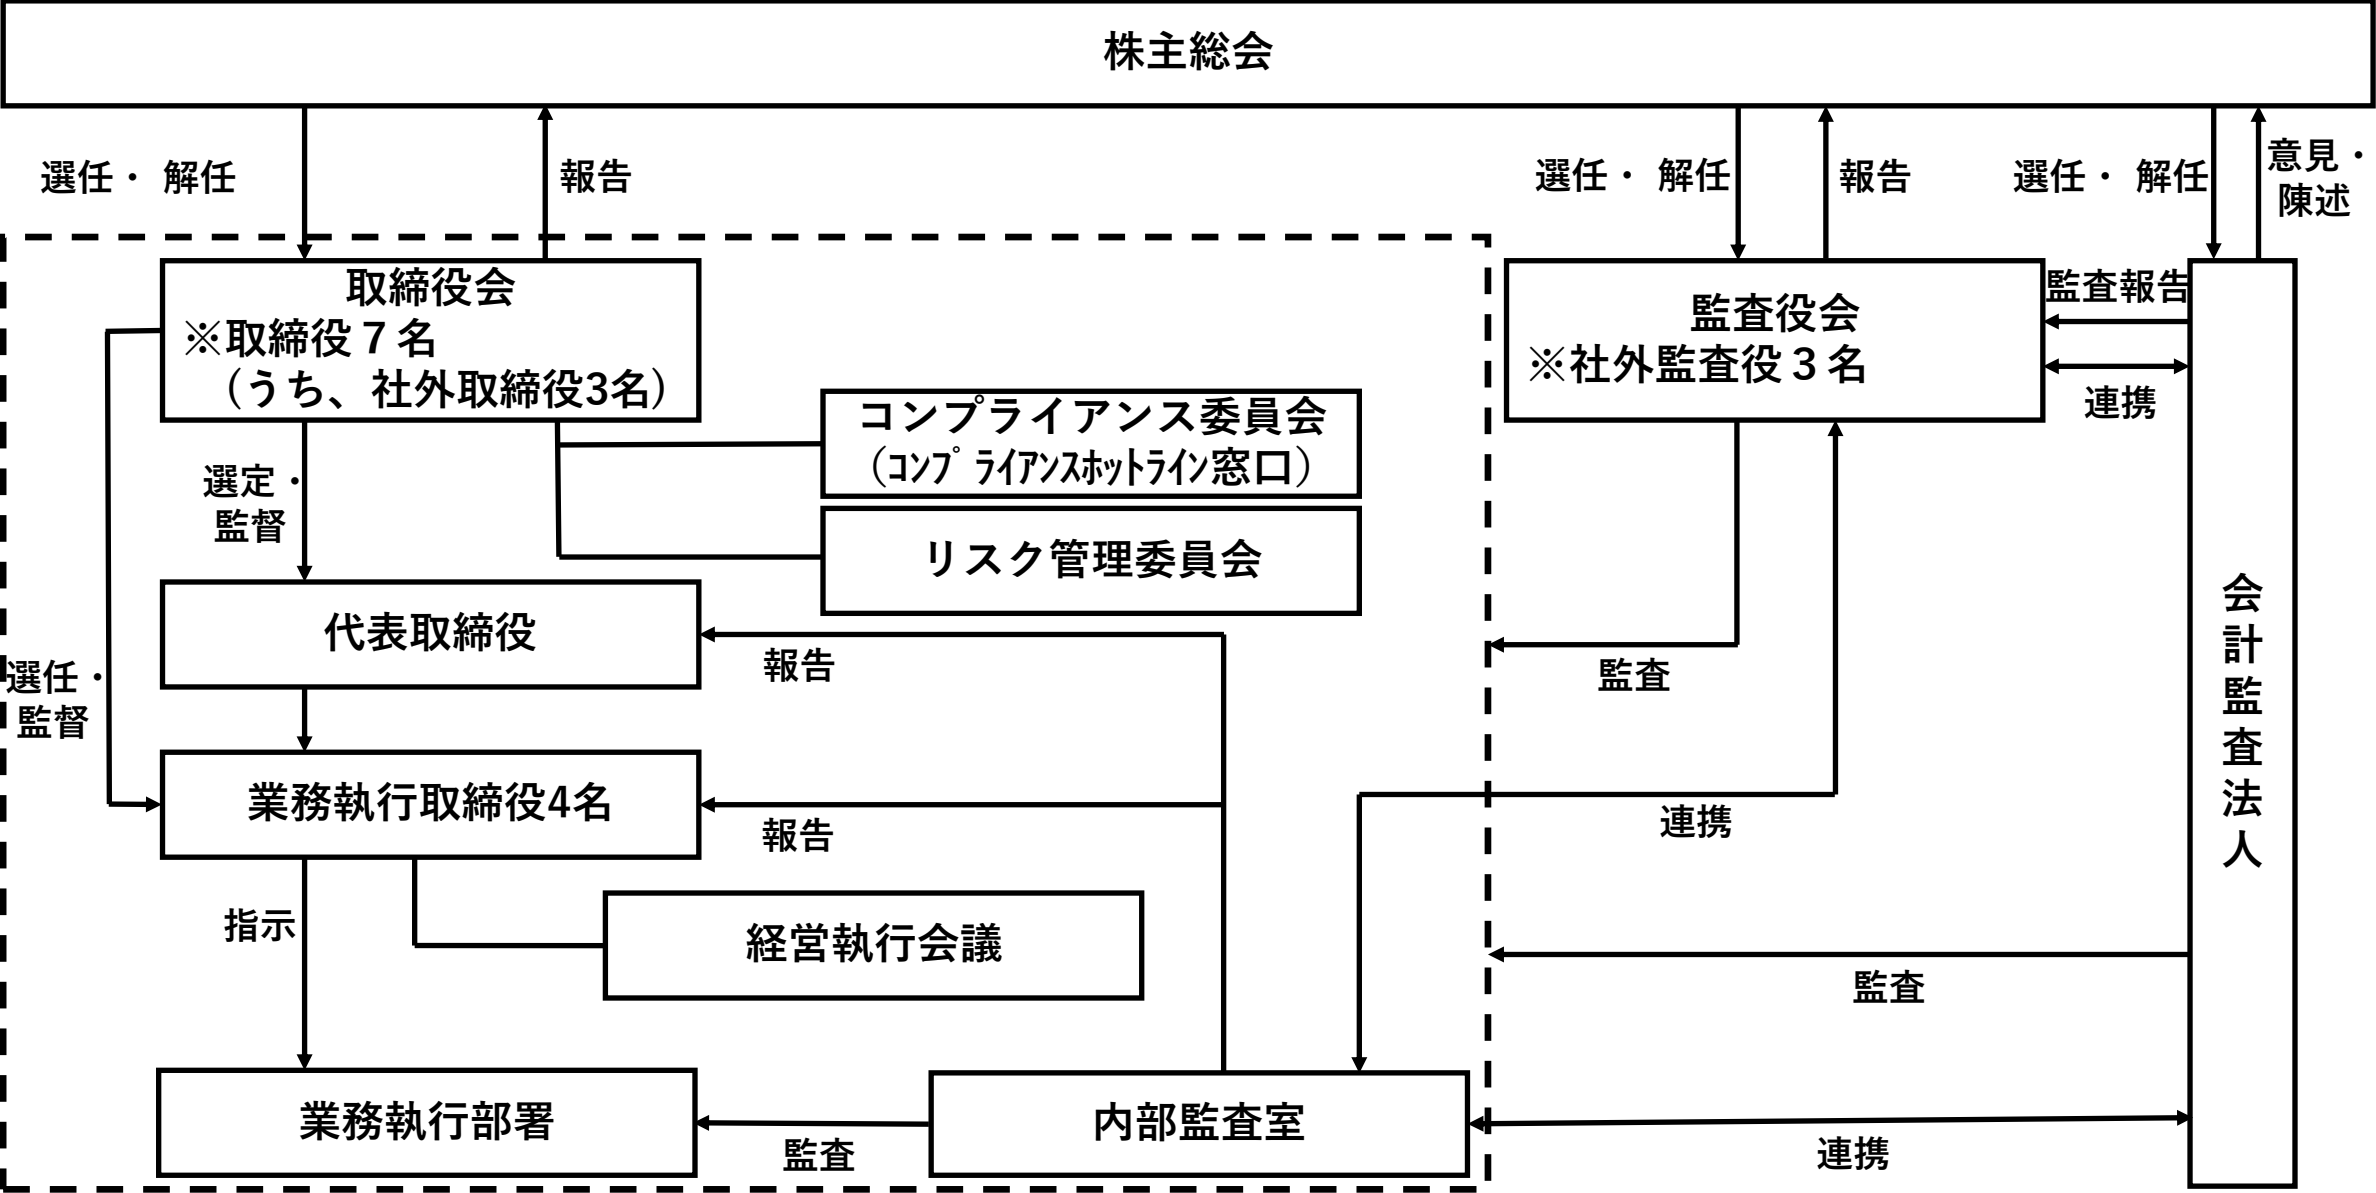 株主総会
選任・ 解任
報告
選任・ 解任
報告
選任・ 解任
意見・
陳述
取締役会
※取締役７名
（うち、社外取締役3名）
監査役会
※社外監査役３名
監査報告
連携
コンプライアンス委員会
（ｺﾝﾌﾟﾗｲｱﾝｽﾎｯﾄﾗｲﾝ窓口）
選定・
監督
リスク管理委員会
代表取締役
報告
監査
選任・
監督
会計監査法人
業務執行取締役4名
報告
連携
指示
経営執行会議
監査
業務執行部署
監査
内部監査室
連携